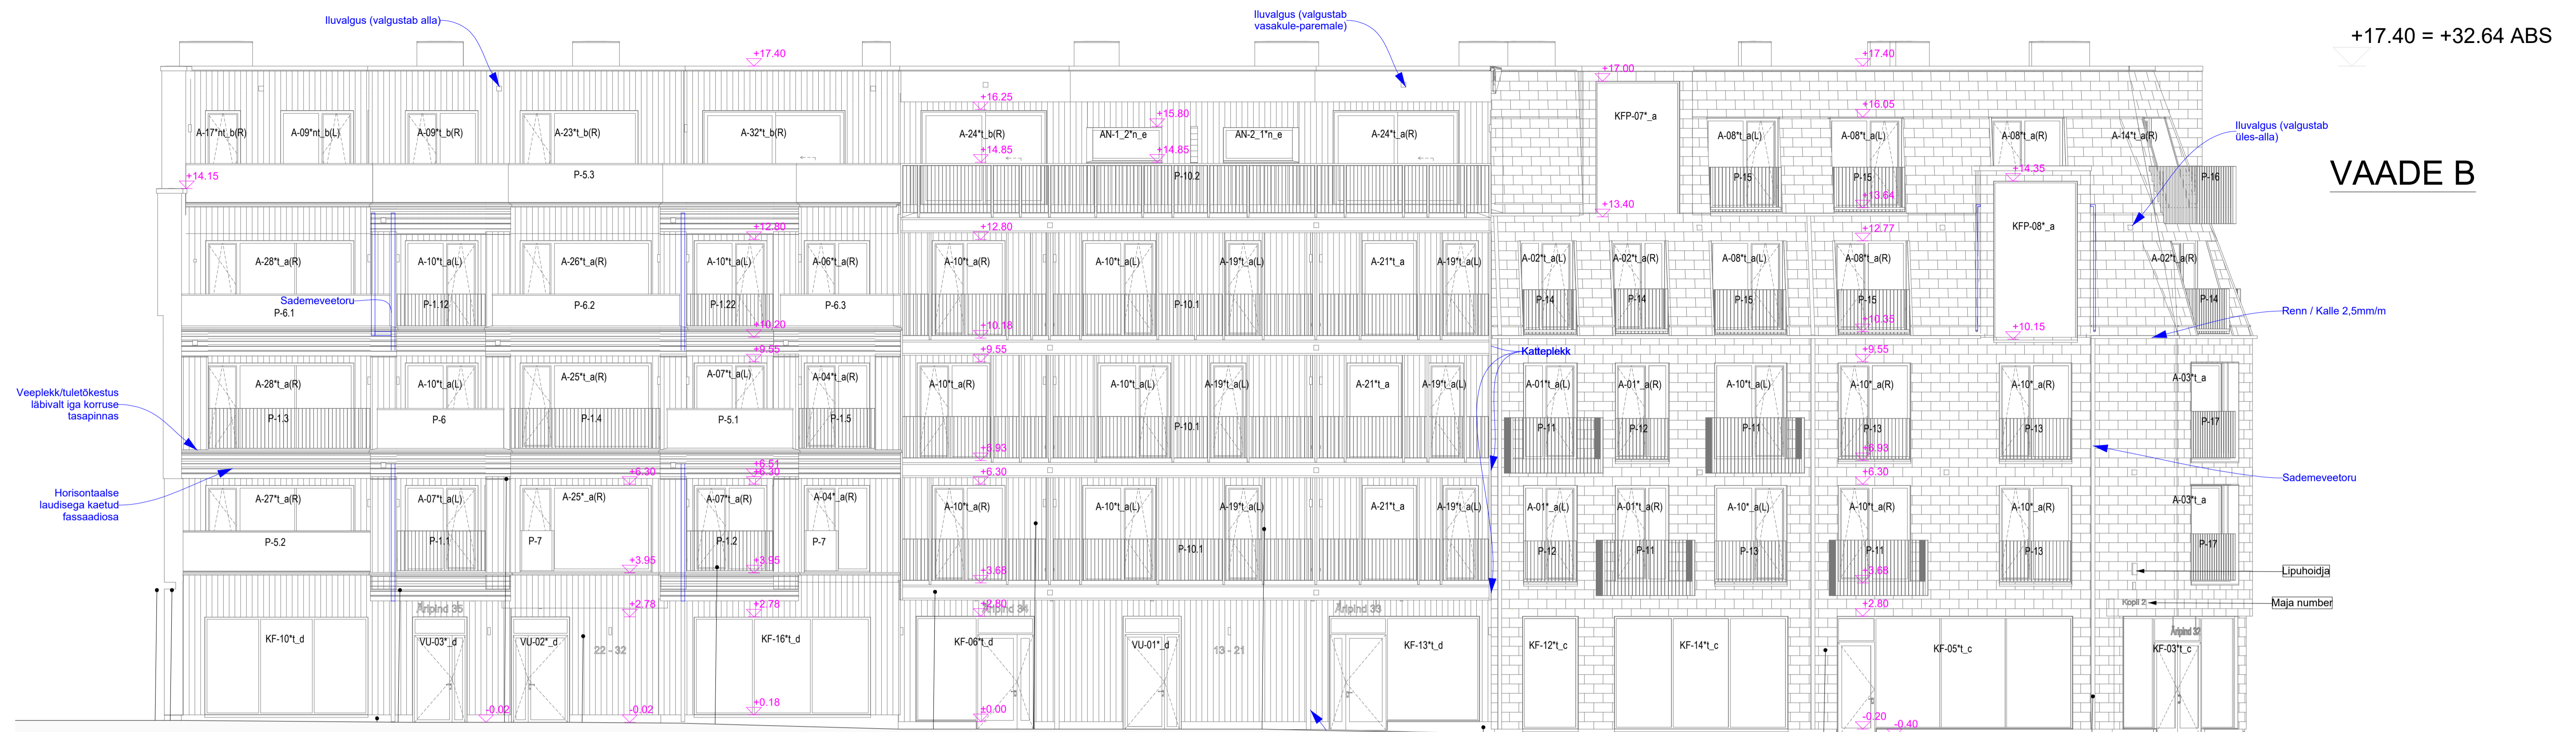 Iluvalgus (valgustab alla)
Iluvalgus (valgustab
vasakule-paremale)
+17.40 = +32.64 ABS
+17.40
+17.00
+17.40
VAADE B
+16.25
+15.80
+16.05
A-17*nt_b(R)
A-09*nt_b(L)
A-09*t_b(R)
A-23*t_b(R)
A-32*t_b(R)
A-24*t_b(R)
AN-1_2*n_e
AN-2_1*n_e
A-24*t_a(R)
KFP-07*_a
A-08*t_a(L)
A-08*t_a(L)
A-08*t_a(R)
A-14*t_a(R)
Iluvalgus (valgustab
üles-alla)
+14.85
+14.85
+14.15
P-5.3
P-10.2
P-15
P-15
+14.35
P-16
+13.40
+13.64
+12.80
+12.80
+12.77
KFP-08*_a
A-28*t_a(R)
A-10*t_a(L)
A-26*t_a(R)
A-10*t_a(L)
A-06*t_a(R)
A-10*t_a(R)
A-10*t_a(L)
A-19*t_a(L)
A-21*t_a
A-19*t_a(L)
A-02*t_a(L)
A-02*t_a(R)
A-08*t_a(L)
A-08*t_a(R)
A-02*t_a(R)
Sademeveetoru
P-6.1
P-1.12
P-6.2
P-1.22
P-6.3
P-10.1
P-14
P-14
P-15
P-15
P-14
Renn / Kalle 2,5mm/m
+10.20
+10.18
+10.35
+10.15
Katteplekk
+9.55
+9.55
+9.55
A-28*t_a(R)
A-10*t_a(L)
A-25*t_a(R)
A-07*t_a(L)
A-04*t_a(R)
A-10*t_a(R)
A-10*t_a(L)
A-19*t_a(L)
A-21*t_a
A-19*t_a(L)
A-01*t_a(L)
A-01*_a(R)
A-10*t_a(L)
A-10*_a(R)
A-10*_a(R)
A-03*t_a
Veeplekk/tuletõkestus
läbivalt iga korruse
tasapinnas
P-1.3
P-6
P-1.4
P-5.1
P-1.5
P-10.1
P-11
P-12
P-11
P-13
P-13
P-17
+6.93
+6.93
+6.51
+6.30
+6.30
+6.30
+6.30
Sademeveetoru
Horisontaalse
laudisega kaetud
fassaadiosa
A-27*t_a(R)
A-07*t_a(L)
A-25*_a(R)
A-07*t_a(R)
A-04*_a(R)
A-10*t_a(R)
A-10*t_a(L)
A-19*t_a(L)
A-21*t_a
A-19*t_a(L)
A-01*_a(L)
A-01*t_a(R)
A-10*_a(L)
A-10*t_a(R)
A-10*_a(R)
A-03*t_a
P-5.2
P-1.1
P-7
P-1.2
P-7
P-10.1
P-12
P-11
P-13
P-11
P-13
P-17
+3.95
+3.95
+3.68
+3.68
Lipuhoidja
Maja number
Koplil 2
+2.78
+2.78
+2.80
+2.80
Äripind 35
Äripind 34
Äripind 33
Äripind 32
KF-10*t_d
VU-03*_d
VU-02*_d
22 - 32
KF-16*t_d
KF-06*t_d
VU-01*_d
13 - 21
KF-13*t_d
KF-12*t_c
KF-14*t_c
KF-05*t_c
KF-03*t_c
-0.02
-0.02
+0.18
+0.00
-0.20
-0.40